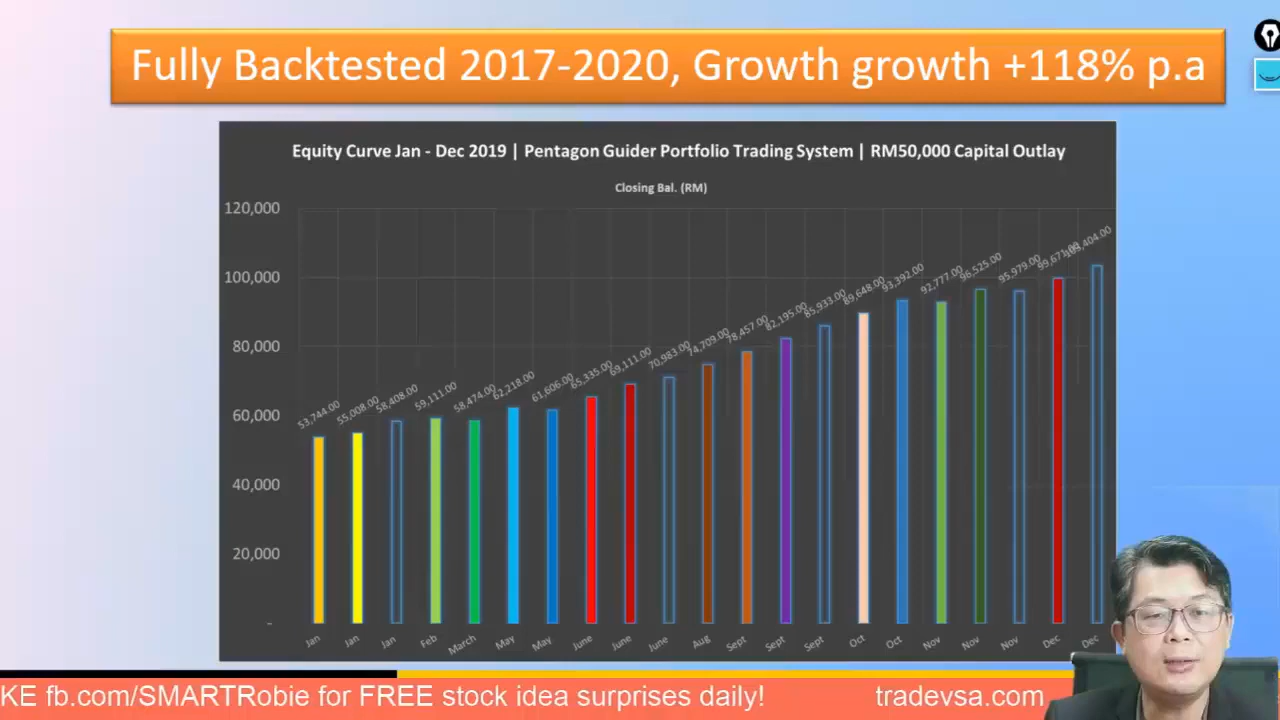 Fully Backtested 2017-2020, Growth growth +118% p.a
Equity Curve Jan - Dec 2019 | Pentagon Guider Portfolio Trading System | RM50,000 Capital Outlay
Closing Bal. (RM)
120,000
100,000
80,000
60,000
40,000
20,000
-
53,744.00
55,008.00
58,408.00
59,111.00
58,474.00
62,218.00
61,606.00
65,335.00
69,111.00
70,983.00
74,709.00
78,457.00
82,195.00
85,933.00
89,648.00
93,392.00
92,777.00
96,525.00
95,979.00
99,671.00
103,404.00
Jan
Jan
Jan
Feb
March
May
May
June
June
June
Aug
Sept
Sept
Sept
Oct
Oct
Nov
Nov
Nov
Dec
Dec
KE fb.com/SMARTRobie for FREE stock idea surprises daily!
tradevsa.com